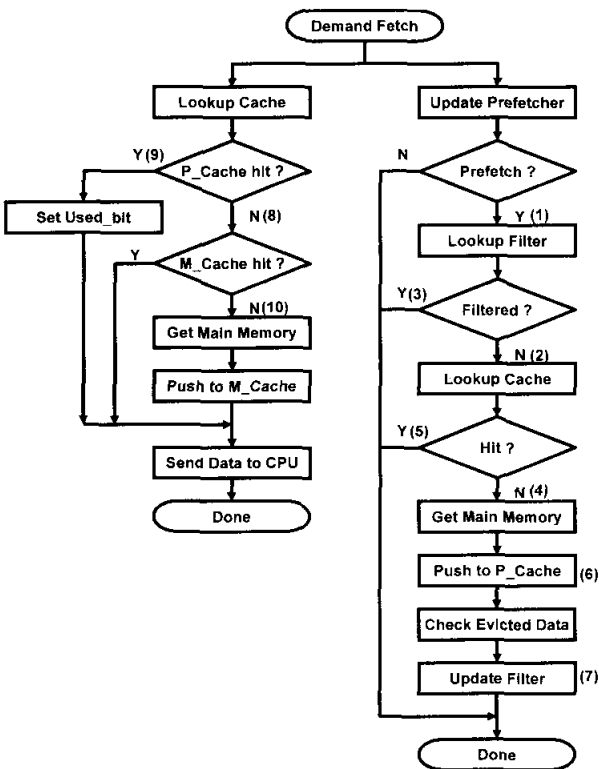 Demand Fetch
Lookup Cache
Y (9)
P_Cache hit ?
Set Used_bit
N(8)
Y
M_Cache hit ?
N(10)
Get Main Memory
Push to M_Cache
Send Data to CPU
Done
Update Prefetcher
N
Prefetch ?
Y (1)
Lookup Filter
Y(3)
Filtered ?
N(2)
Lookup Cache
Y (5)
Hit ?
N(4)
Get Main Memory
Push to P_Cache (6)
Check Evicted Data
Update Filter (7)
Done